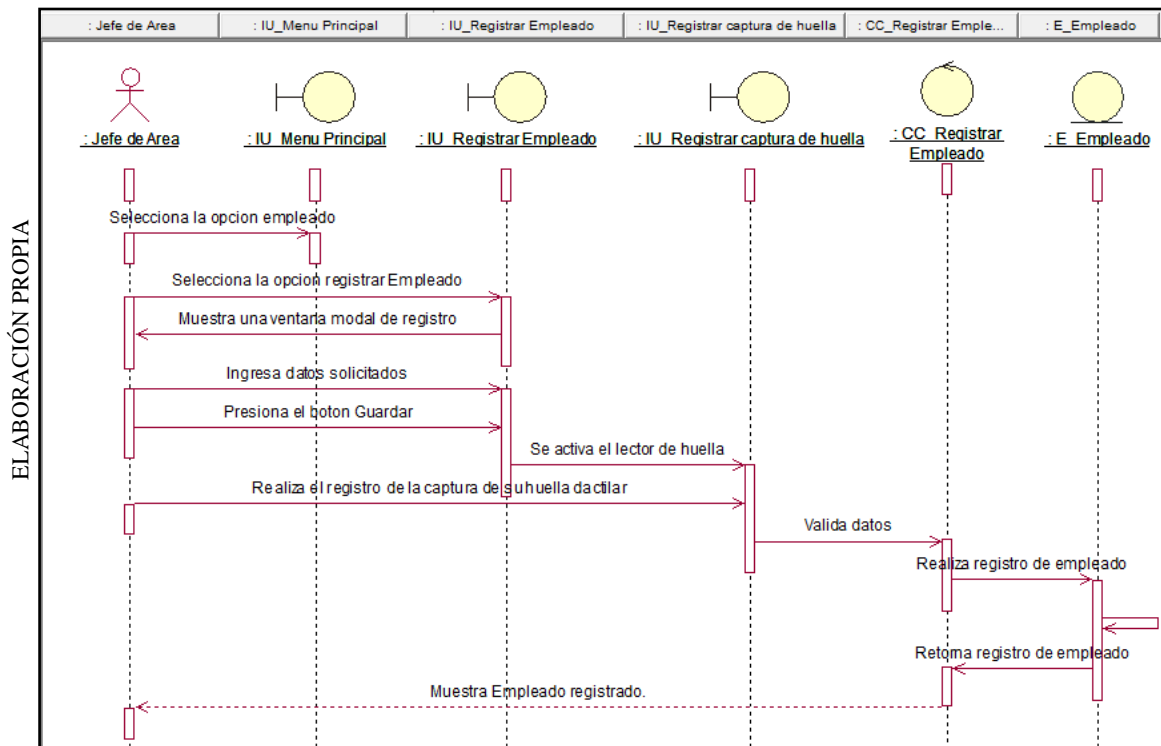 : Jefe de Area
: IU_Menu Principal
: IU_Registrar Empleado
: IU_Registrar captura de huella
: CC_Registrar Emple...
: E_Empleado
: Jefe de Area
: IU_Menu Principal
: IU_Registrar Empleado
: IU_Registrar captura de huella
: CC_Registrar
Empleado
: E_Empleado
ELABORACIÓN PROPIA
Selecciona la opcion empleado
Selecciona la opcion registrar Empleado
Muestra una ventana modal de registro
Ingresa datos solicitados
Presiona el boton Guardar
Se activa el lector de huella
Realiza el registro de la captura de su huella dactilar
Valida datos
Realiza registro de empleado
Retorna registro de empleado
Muestra Empleado registrado.